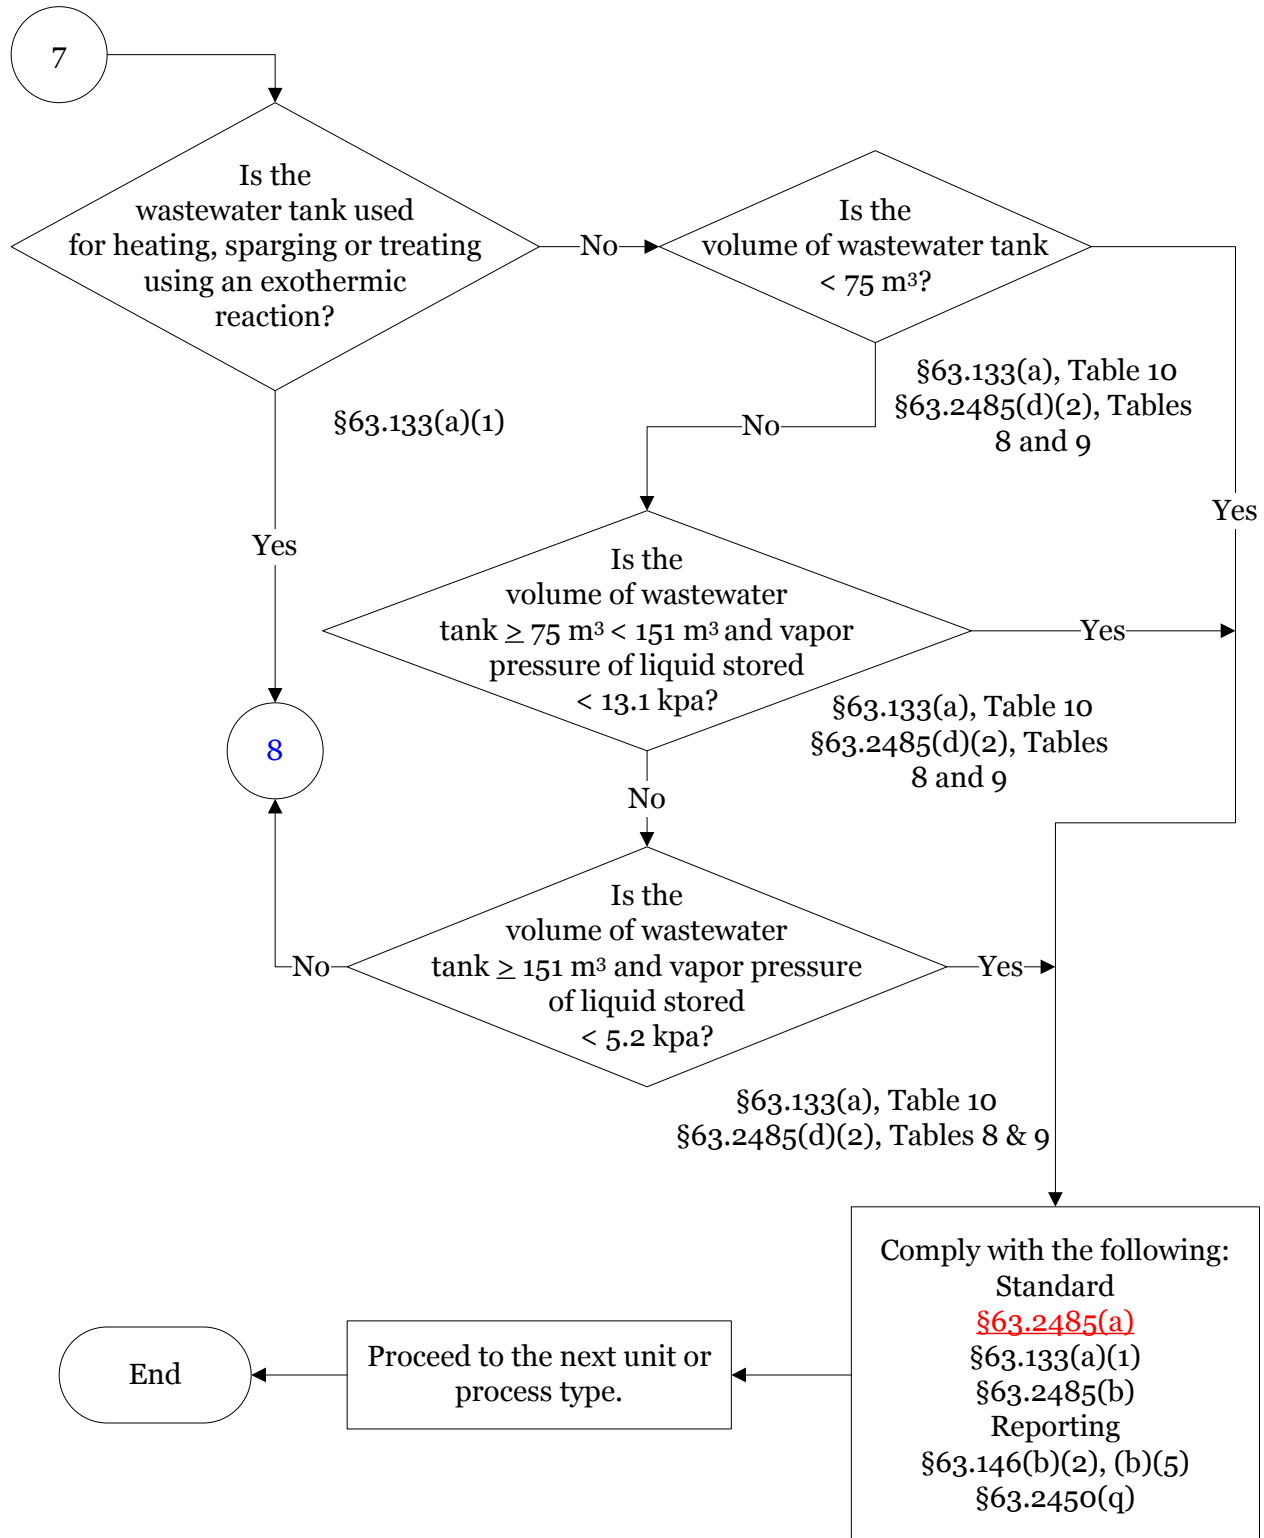 7
Is the
wastewater tank used
for heating, sparging or treating
using an exothermic
reaction?
No
Is the
volume of wastewater tank
< 75 m³?
§63.133(a)(1)
§63.133(a), Table 10
§63.2485(d)(2), Tables
8 and 9
No
Yes
Yes
Is the
volume of wastewater
tank ≥ 75 m³ < 151 m³ and vapor
pressure of liquid stored
< 13.1 kpa?
Yes
§63.133(a), Table 10
§63.2485(d)(2), Tables
8 and 9
8
No
Is the
volume of wastewater
tank ≥ 151 m³ and vapor pressure
of liquid stored
< 5.2 kpa?
No
Yes
§63.133(a), Table 10
§63.2485(d)(2), Tables 8 & 9
Comply with the following:
Standard
§63.2485(a)
§63.133(a)(1)
§63.2485(b)
Reporting
§63.146(b)(2), (b)(5)
§63.2450(q)
Proceed to the next unit or
process type.
End